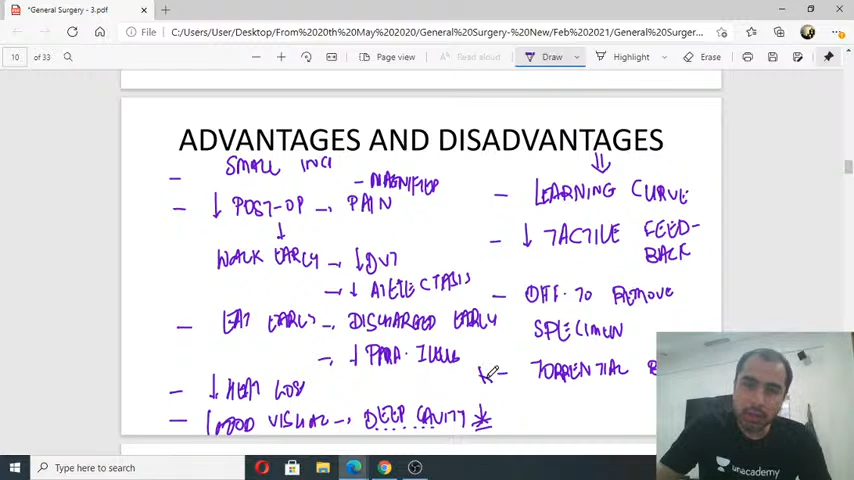 *General Surgery - 3.pdf
File
C:/Users/User/Desktop/From%2020th%20May%202020/General%20Surgery-%20New/Feb%202021/General%20Surger...
10 of 33
Page view
Read aloud
Draw
Highlight
Erase
ADVANTAGES AND DISADVANTAGES
- SMALL INCI
- MAGNIFIED
- ↓ POST-OP → PAIN
↓
WALK EARLY → ↓ DVT
→ ↓ ATELECTASIS
- EAT EARLY → DISCHARGED EARLY
→ ↓ PARA. ILEUS
- ↓ HEAT LOSS
- GOOD VISUAL → DEEP CAVITY *
⇓
- LEARNING CURVE
- ↓ TACTILE FEED-
BACK
- DIFF. TO REMOVE
SPECIMEN
- TORRENTIAL B
unacademy
Type here to search